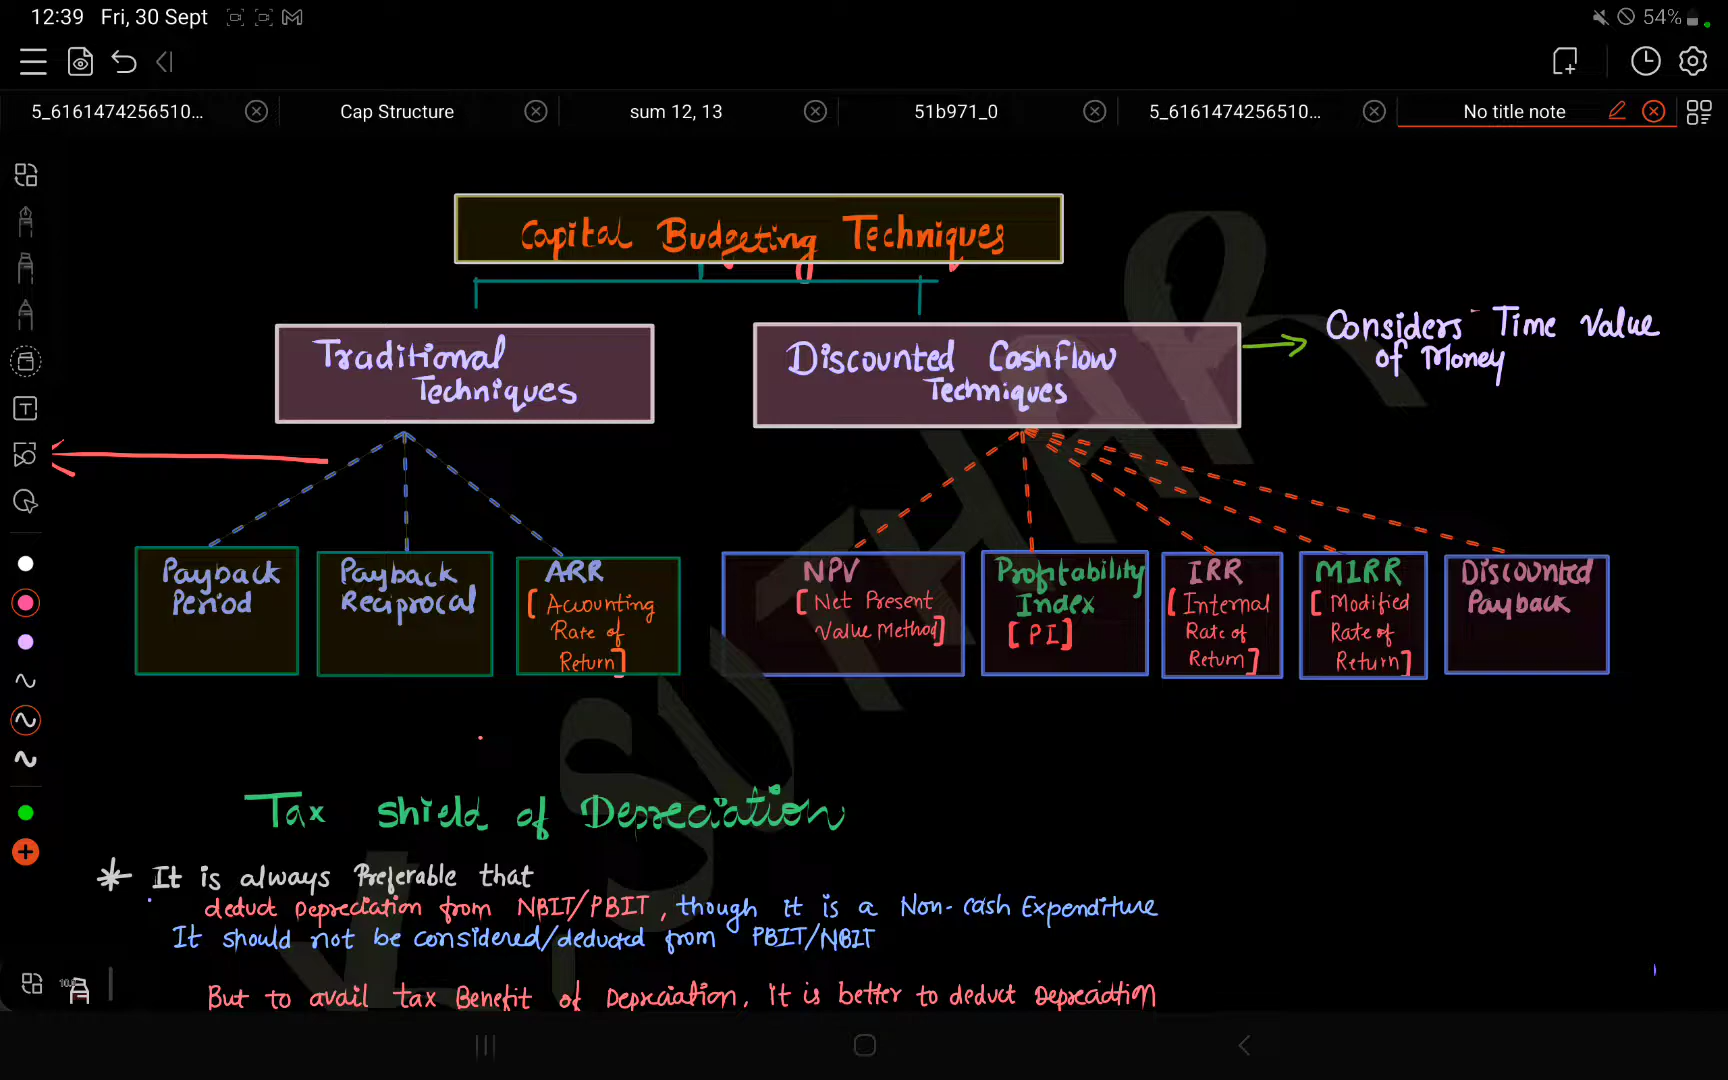 12:39 Fri, 30 Sept
54%
5_6161474256510...
Cap Structure
sum 12, 13
51b971_0
5_6161474256510...
No title note
Capital Budgeting Techniques
Traditional
Techniques
Discounted Cashflow
Techniques
Considers Time Value
of Money
Payback
Period
Payback
Reciprocal
ARR
[ Accounting
Rate of
Return]
NPV
[ Net Present
Value Method]
Profitability
Index
[ PI]
IRR
[ Internal
Rate of
Return]
MIRR
[ Modified
Rate of
Return]
Discounted
Payback
Tax shield of Depreciation
* It is always Preferable that
deduct Depreciation from NBIT/PBIT, though it is a Non-cash Expenditure
It should not be considered/deducted from PBIT/NBIT
But to avail tax Benefit of Depreciation, it is better to deduct Depreciation
SUTHAR